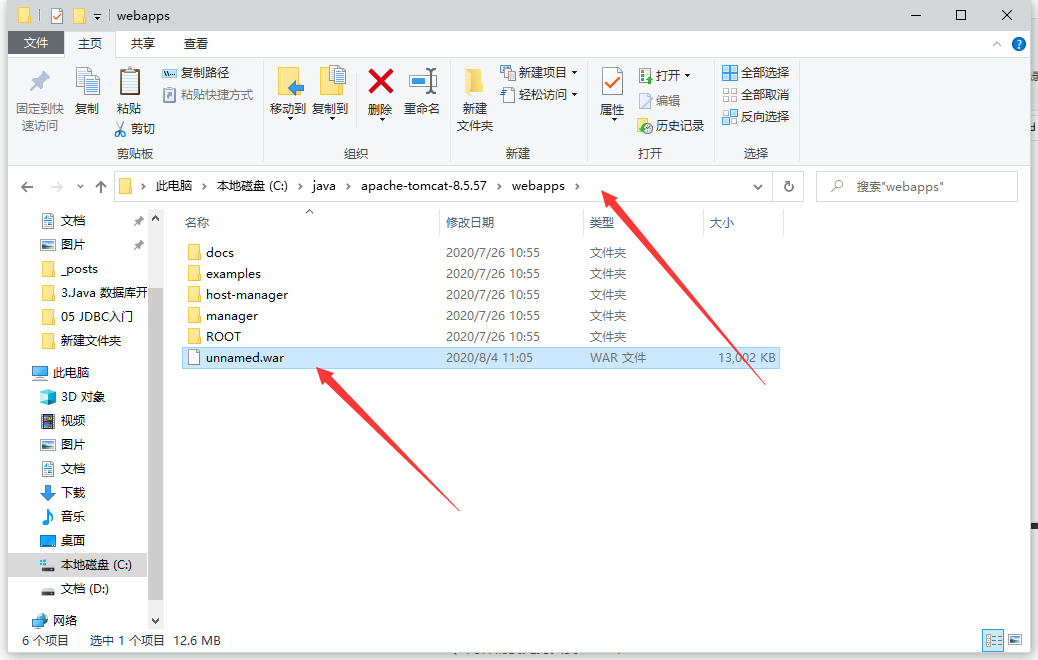 webapps
文件 主页 共享 查看
固定到快速访问
复制
粘贴
复制路径
粘贴快捷方式
剪切
剪贴板
移动到
复制到
删除
重命名
组织
新建文件夹
新建项目
轻松访问
新建
属性
打开
编辑
历史记录
打开
全部选择
全部取消
反向选择
选择
此电脑 › 本地磁盘 (C:) › java › apache-tomcat-8.5.57 › webapps ›
搜索"webapps"
文档
图片
_posts
3.Java 数据库开
05 JDBC入门
新建文件夹
此电脑
3D 对象
视频
图片
文档
下载
音乐
桌面
本地磁盘 (C:)
文档 (D:)
网络
名称 修改日期 类型 大小
docs 2020/7/26 10:55 文件夹
examples 2020/7/26 10:55 文件夹
host-manager 2020/7/26 10:55 文件夹
manager 2020/7/26 10:55 文件夹
ROOT 2020/7/26 10:55 文件夹
unnamed.war 2020/8/4 11:05 WAR 文件 13,002 KB
6 个项目 选中 1 个项目 12.6 MB